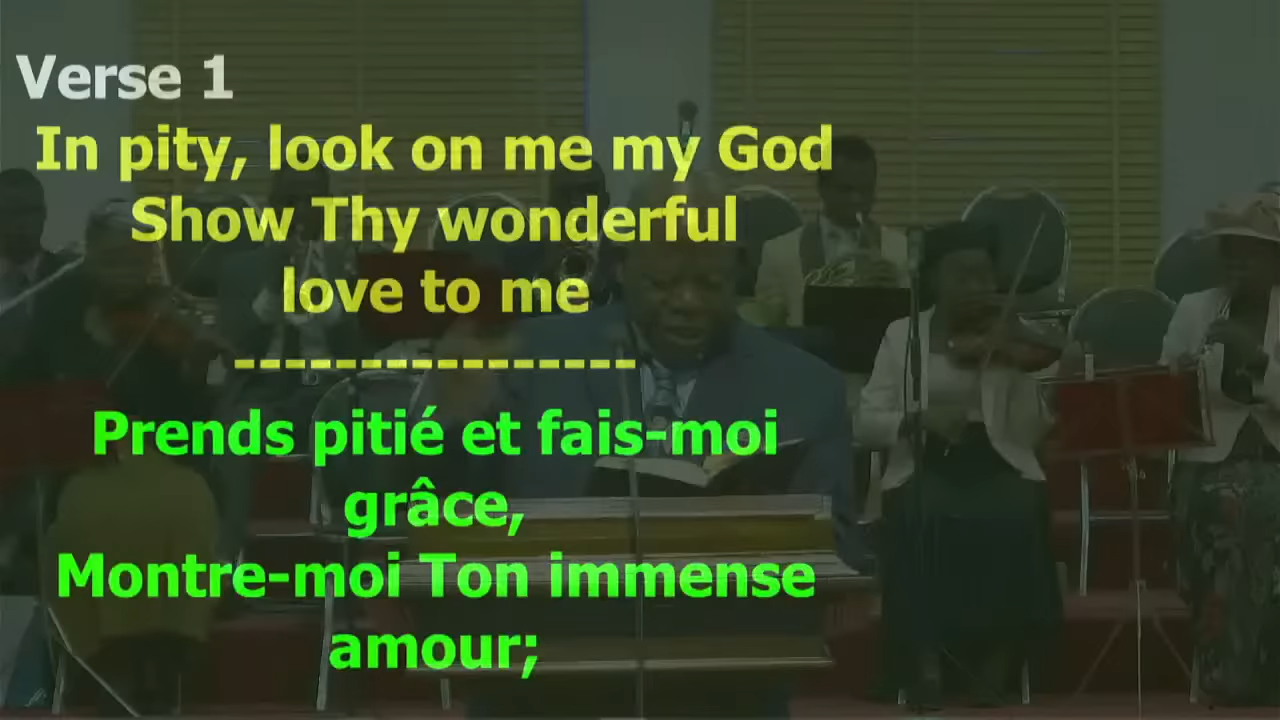 Verse 1
In pity, look on me my God
Show Thy wonderful
love to me
----------------
Prends pitié et fais-moi
grâce,
Montre-moi Ton immense
amour;